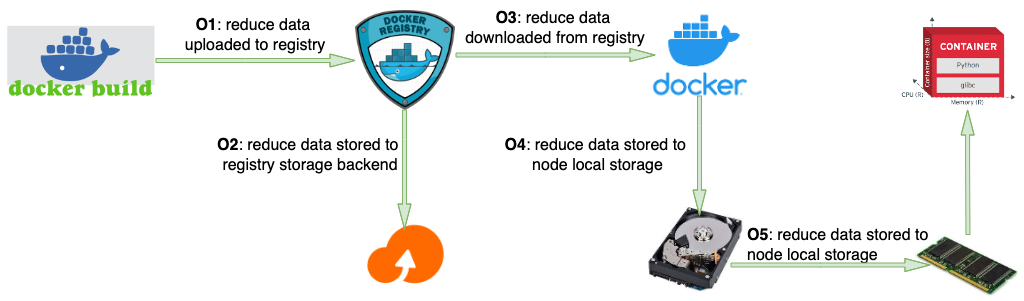 docker build
O1: reduce data
uploaded to registry
DOCKER
REGISTRY
O3: reduce data
downloaded from registry
docker
O2: reduce data stored to
registry storage backend
O4: reduce data stored to
node local storage
O5: reduce data stored to
node local storage
Container size (B)
CONTAINER
Python
glibc
CPU (R)
Memory (R)